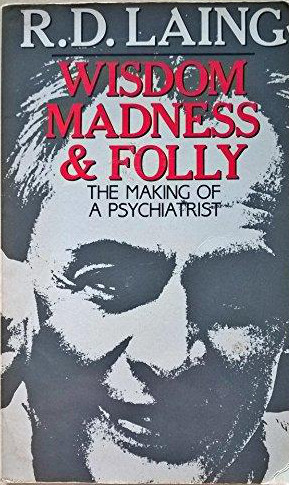 R.D. LAING
WISDOM
MADNESS
& FOLLY
THE MAKING OF
A PSYCHIATRIST